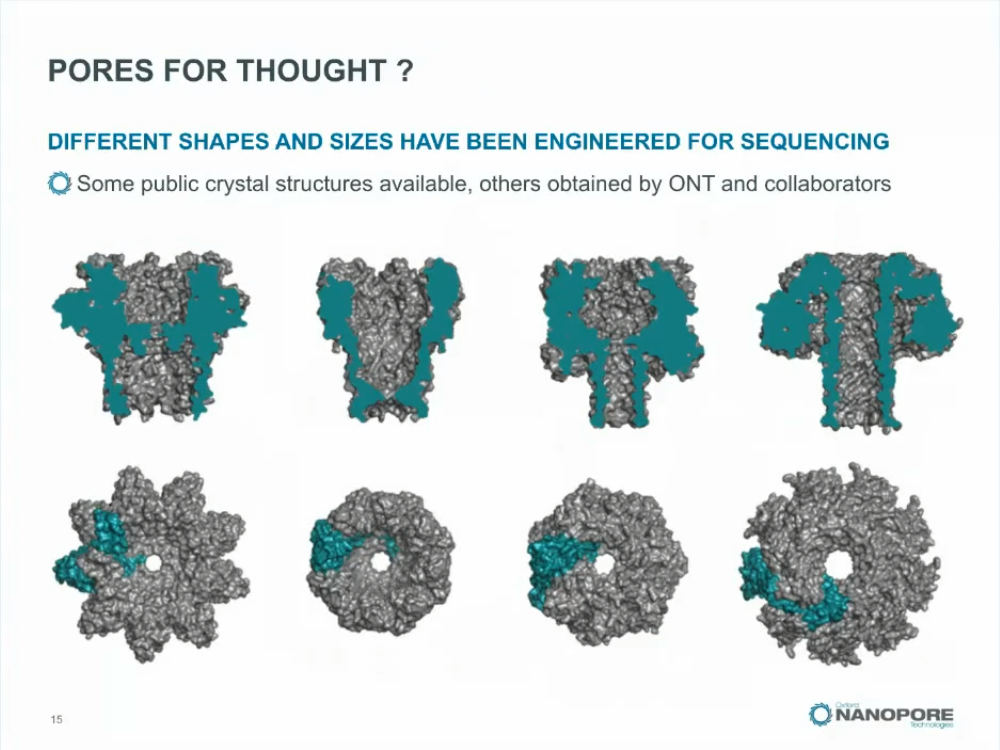 PORES FOR THOUGHT ?
DIFFERENT SHAPES AND SIZES HAVE BEEN ENGINEERED FOR SEQUENCING
Some public crystal structures available, others obtained by ONT and collaborators
15
Oxford
NANOPORE
Technologies